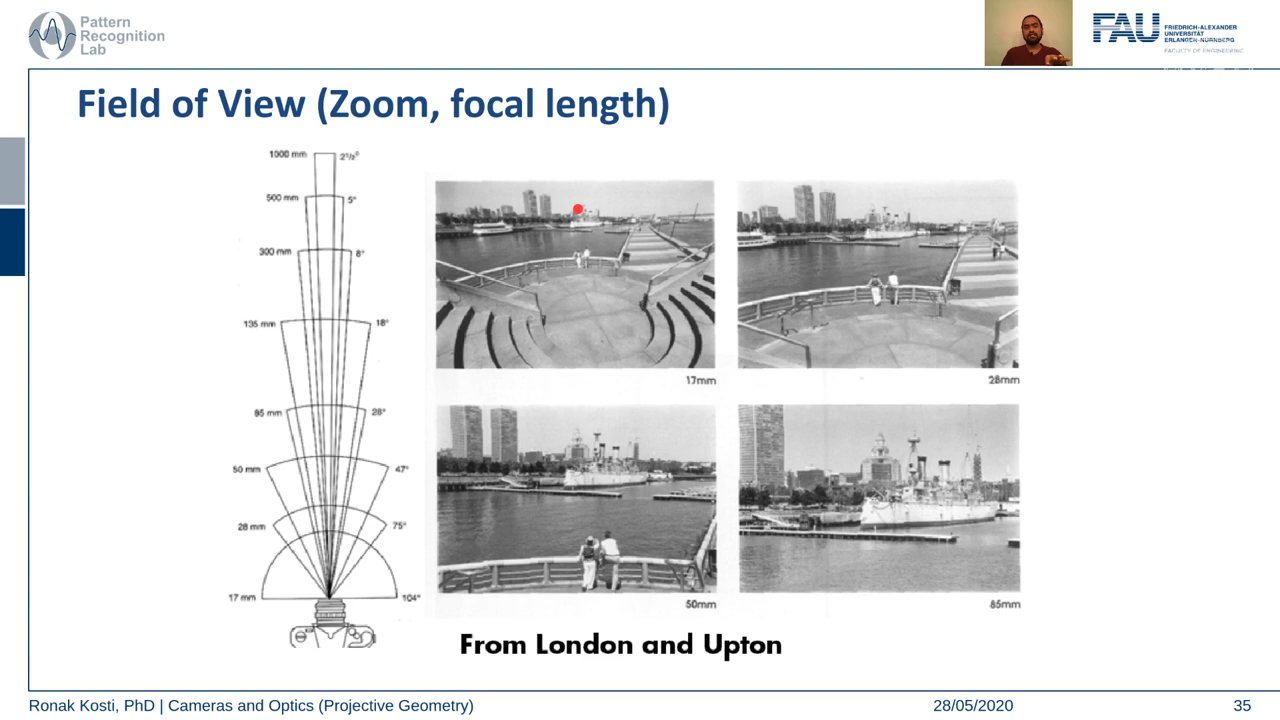 Pattern
Recognition
Lab
FAU
FRIEDRICH-ALEXANDER
UNIVERSITÄT
ERLANGEN-NÜRNBERG
FACULTY OF ENGINEERING
Field of View (Zoom, focal length)
1000 mm 2½°
500 mm 5°
300 mm 8°
135 mm 18°
85 mm 28°
50 mm 47°
28 mm 75°
17 mm 104°
17mm
28mm
50mm
85mm
From London and Upton
Ronak Kosti, PhD | Cameras and Optics (Projective Geometry)
28/05/2020
35